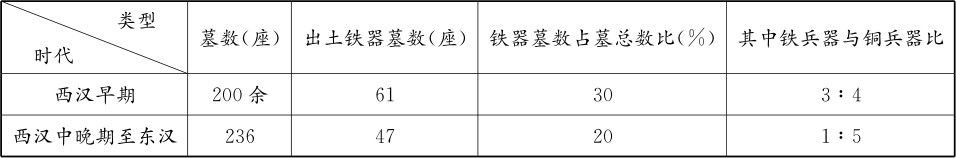 类型
时代
墓数(座)
出土铁器墓数(座)
铁器墓数占墓总数比(%)
其中铁兵器与铜兵器比
西汉早期 200余 61 30 3∶4
西汉中晚期至东汉 236 47 20 1∶5